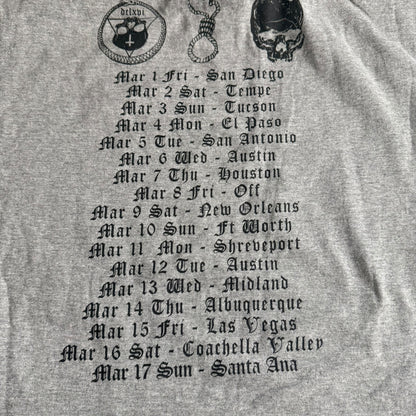 dclxvi
Mar 1 Fri - San Diego
Mar 2 Sat - Tempe
Mar 3 Sun - Tucson
Mar 4 Mon - El Paso
Mar 5 Tue - San Antonio
Mar 6 Wed - Austin
Mar 7 Thu - Houston
Mar 8 Fri - Off
Mar 9 Sat - New Orleans
Mar 10 Sun - Ft Worth
Mar 11 Mon - Shreveport
Mar 12 Tue - Austin
Mar 13 Wed - Midland
Mar 14 Thu - Albuquerque
Mar 15 Fri - Las Vegas
Mar 16 Sat - Coachella Valley
Mar 17 Sun - Santa Ana